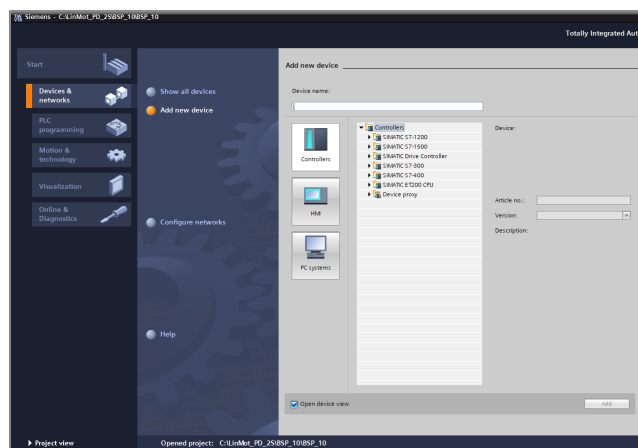 Siemens - C:\LinMot_PD_2S\BSP_10\BSP_10
Totally Integrated Aut
Start
Devices &
networks
PLC
programming
Motion &
technology
Visualization
Online &
Diagnostics
Show all devices
Add new device
Configure networks
Help
Add new device
Device name:
Controllers
HMI
PC systems
Controllers
SIMATIC S7-1200
SIMATIC S7-1500
SIMATIC Drive Controller
SIMATIC S7-300
SIMATIC S7-400
SIMATIC ET200 CPU
Device proxy
Device:
Article no.:
Version:
Description:
Open device view
Add
Project view
Opened project: C:\LinMot_PD_2S\BSP_10\BSP_10